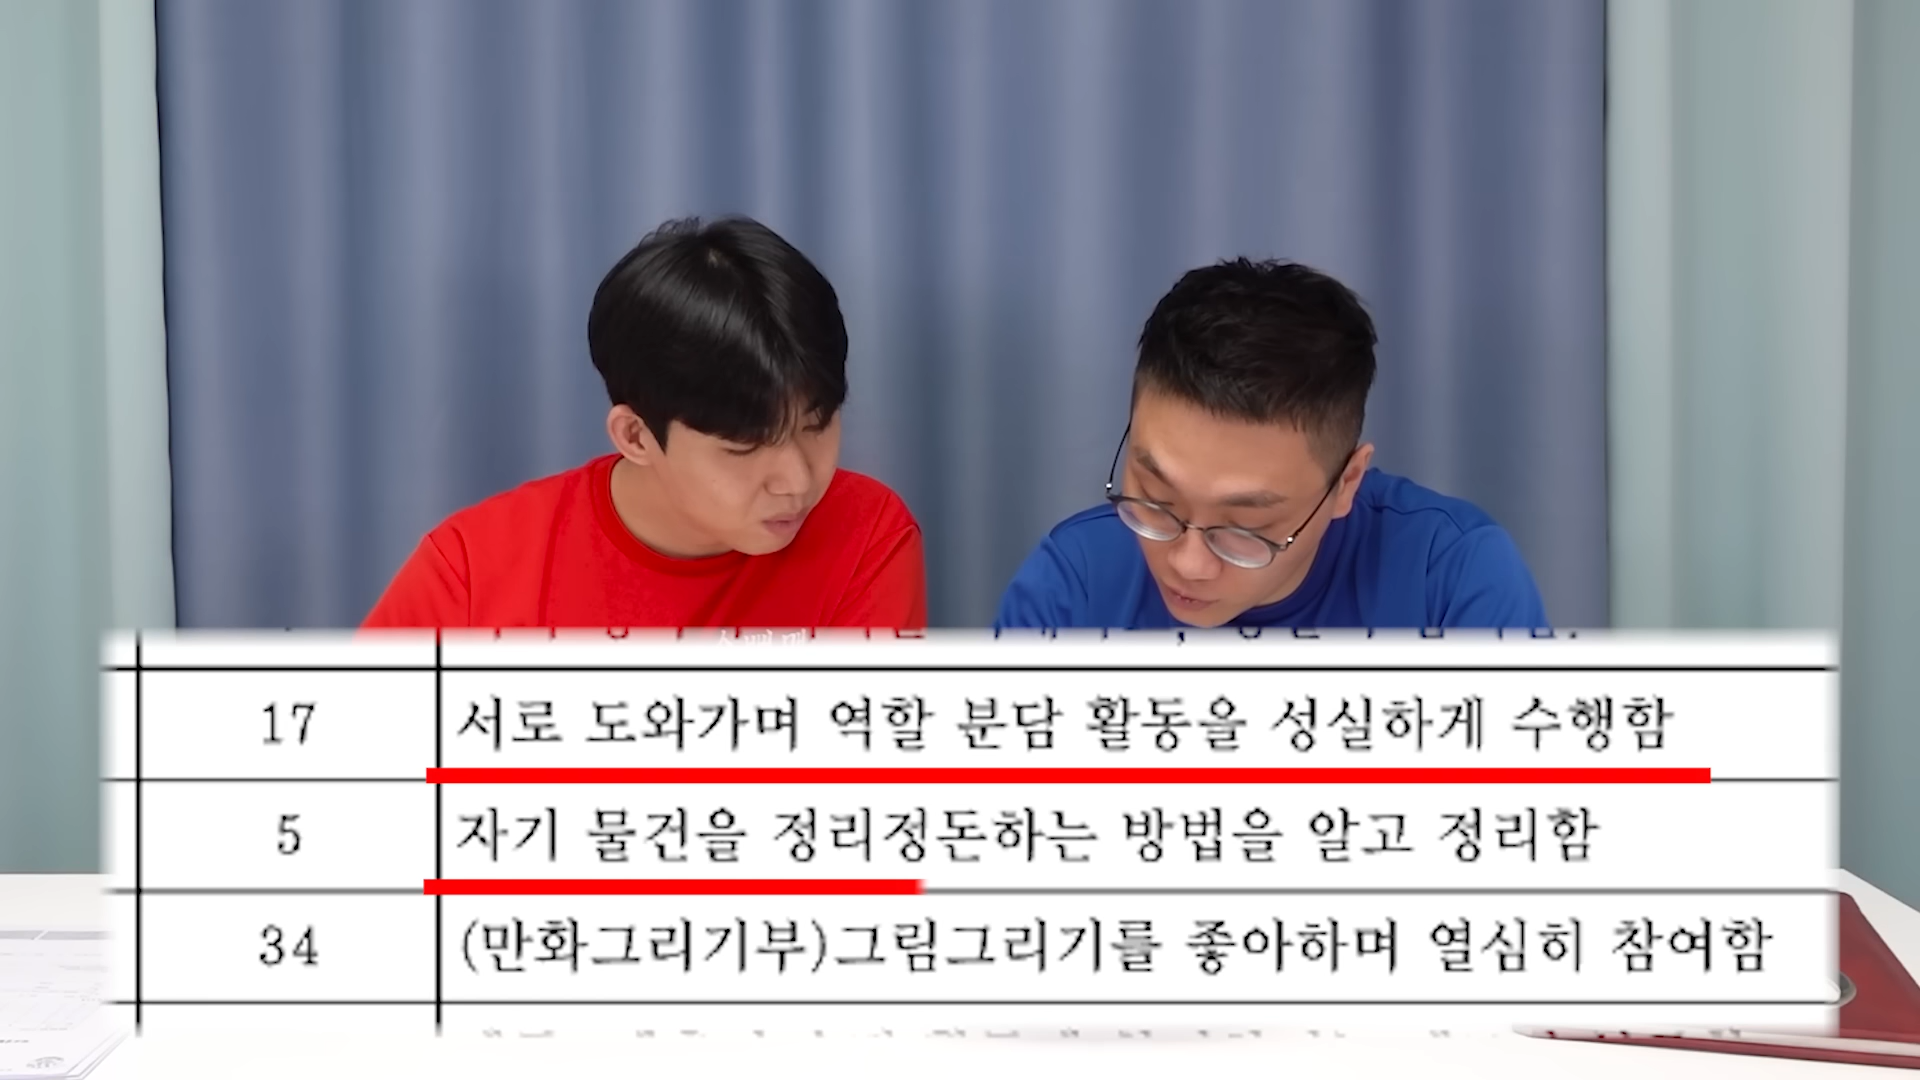 17 서로 도와가며 역할 분담 활동을 성실하게 수행함
5 자기 물건을 정리정돈하는 방법을 알고 정리함
34 (만화그리기부)그림그리기를 좋아하며 열심히 참여함